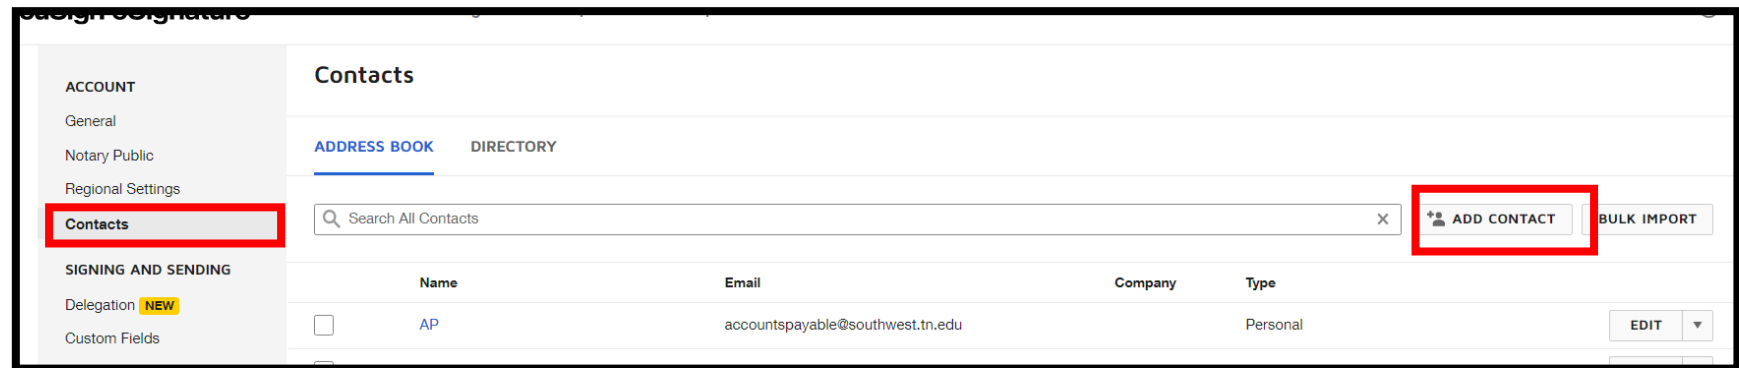 eSignature
ACCOUNT
General
Notary Public
Regional Settings
Contacts
SIGNING AND SENDING
Delegation NEW
Custom Fields
Contacts
ADDRESS BOOK DIRECTORY
Search All Contacts
ADD CONTACT BULK IMPORT
Name Email Company Type
AP accountspayable@southwest.tn.edu Personal EDIT